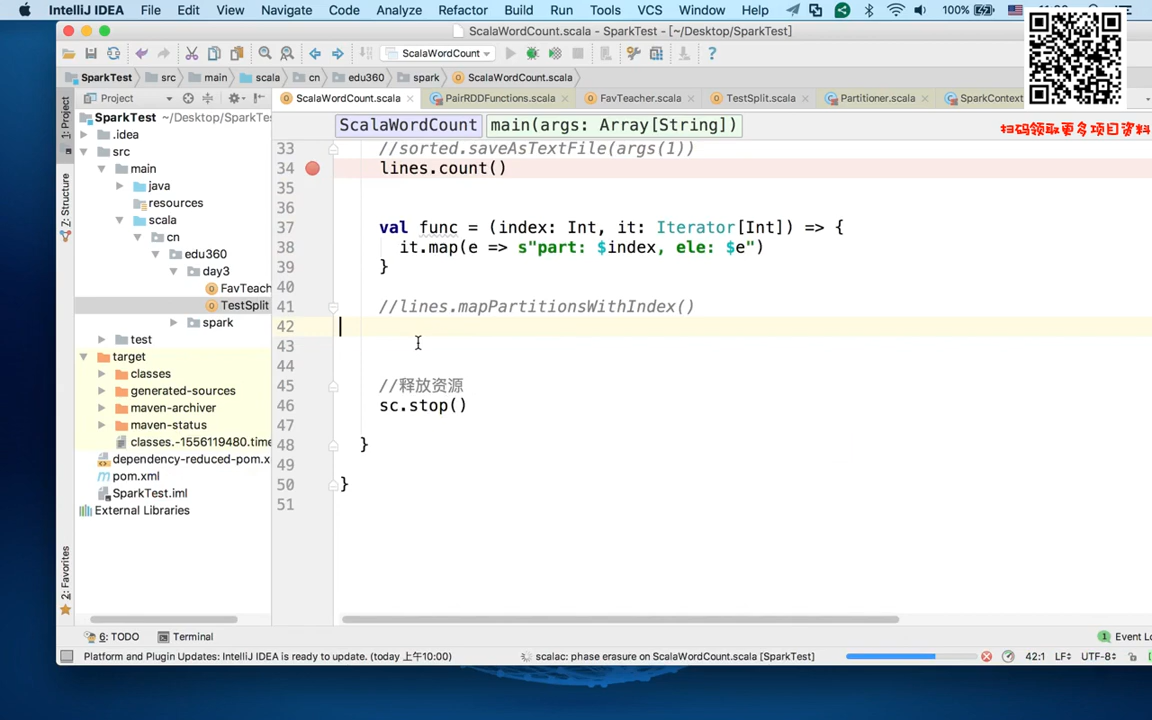 IntelliJ IDEA File Edit View Navigate Code Analyze Refactor Build Run Tools VCS Window Help 100%
ScalaWordCount.scala - SparkTest - [~/Desktop/SparkTest]
ScalaWordCount
SparkTest src main scala cn edu360 spark ScalaWordCount.scala
Project ScalaWordCount.scala PairRDDFunctions.scala FavTeacher.scala TestSplit.scala Partitioner.scala SparkContext
扫码领取更多项目资料
1: Project
7: Structure
2: Favorites
SparkTest ~/Desktop/SparkTes
.idea
src
main
java
resources
scala
cn
edu360
day3
FavTeach
TestSplit
spark
test
target
classes
generated-sources
maven-archiver
maven-status
classes.-1556119480.time
dependency-reduced-pom.x
pom.xml
SparkTest.iml
External Libraries
ScalaWordCount main(args: Array[String])
33 //sorted.saveAsTextFile(args(1))
34 lines.count()
35
36
37 val func = (index: Int, it: Iterator[Int]) => {
38 it.map(e => s"part: $index, ele: $e")
39 }
40
41 //lines.mapPartitionsWithIndex()
42
43
44
45 //释放资源
46 sc.stop()
47
48 }
49
50 }
51
6: TODO Terminal 1 Event Lo
Platform and Plugin Updates: IntelliJ IDEA is ready to update. (today 上午10:00) scalac: phase erasure on ScalaWordCount.scala [SparkTest] 42:1 LF UTF-8